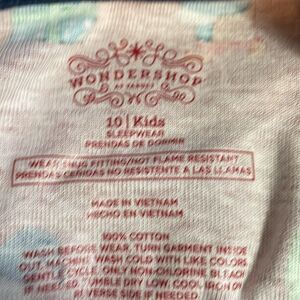 WONDERSHOP
AT TARGET
10 | Kids
SLEEPWEAR
PRENDAS DE DORMIR
WEAR SNUG FITTING/NOT FLAME RESISTANT
PRENDAS CEÑIDAS NO RESISTENTE A LAS LLAMAS
MADE IN VIETNAM
HECHO EN VIETNAM
100% COTTON
WASH BEFORE WEAR, TURN GARMENT INSIDE
OUT, MACHINE WASH COLD WITH LIKE COLORS
GENTLE CYCLE, ONLY NON-CHLORINE BLEACH
IF NEEDED, TUMBLE DRY LOW, COOL IRON ON
REVERSE SIDE IF NEEDED